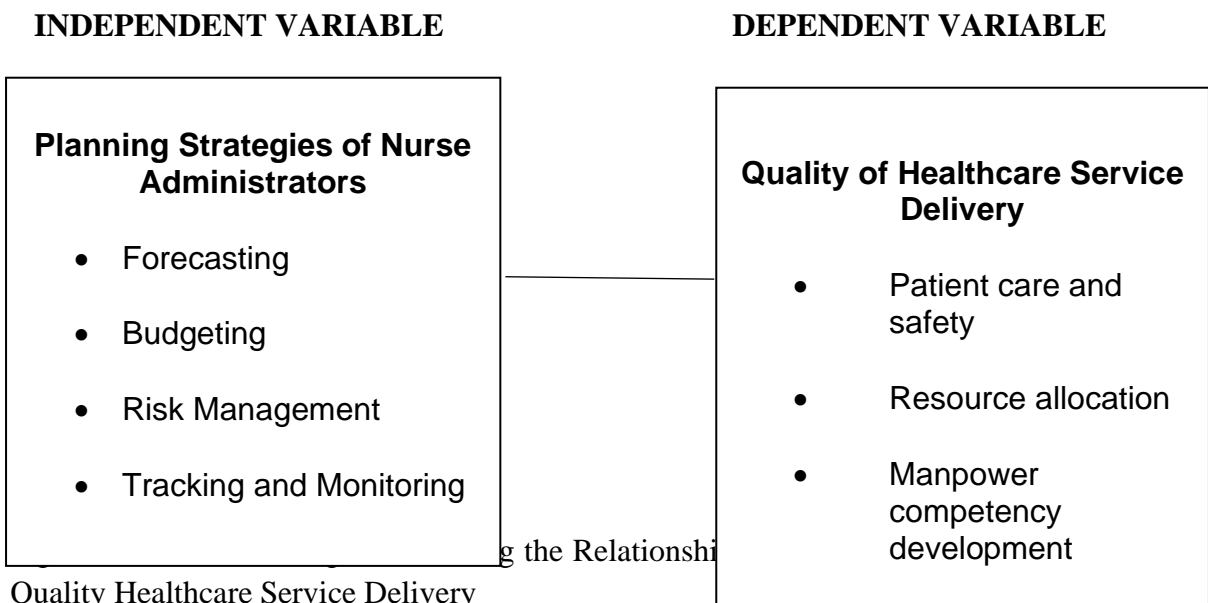 INDEPENDENT VARIABLE
DEPENDENT VARIABLE
Planning Strategies of Nurse
Administrators
• Forecasting
• Budgeting
• Risk Management
• Tracking and Monitoring
Quality of Healthcare Service
Delivery
• Patient care and
safety
• Resource allocation
• Manpower
competency
development
the
Quality Healthcare Service Delivery